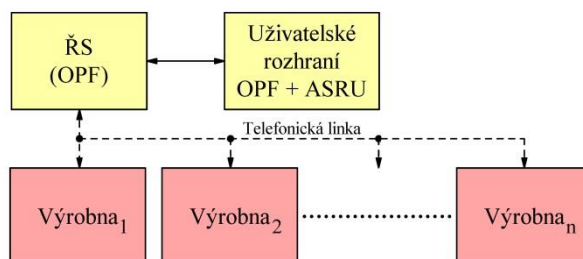 ŘS
(OPF)
Uživatelské
rozhraní
OPF + ASRU
Telefonická linka
Výrobna1
Výrobna2
Výrobnan